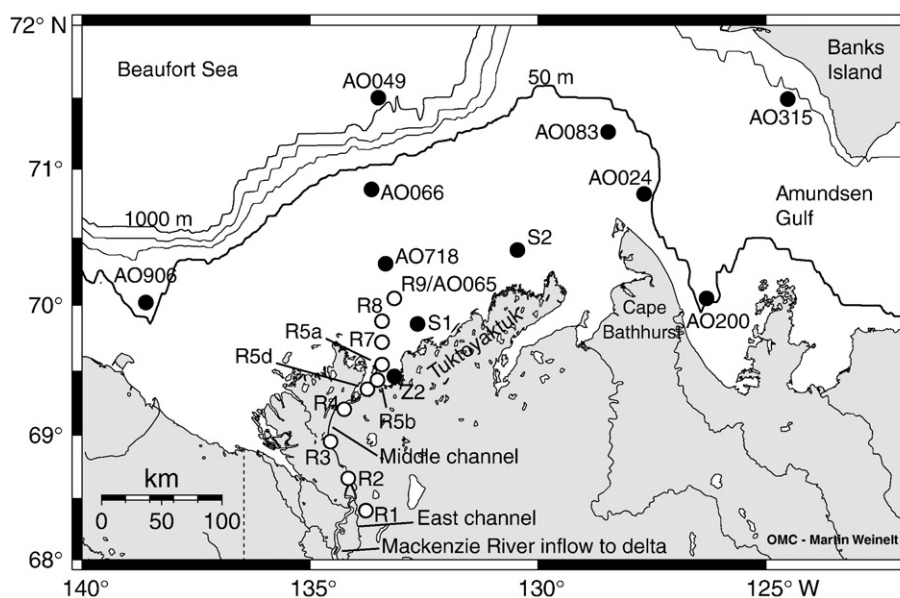 72° N
Beaufort Sea
Banks
Island
AO049
50 m
AO315
AO083
71°
AO024
AO066
Amundsen
Gulf
1000 m
S2
AO718
AO906
R9/AO065
70°
R8
Cape
Bathhurst
AO200
S1
R5a
R7
Tuktoyaktuk
R5d
Z2
R4
R5b
69°
R3
Middle channel
km
R2
0 50 100
R1
East channel
OMC - Martin Weinelt
Mackenzie River inflow to delta
68°
140° 135° 130° 125° W